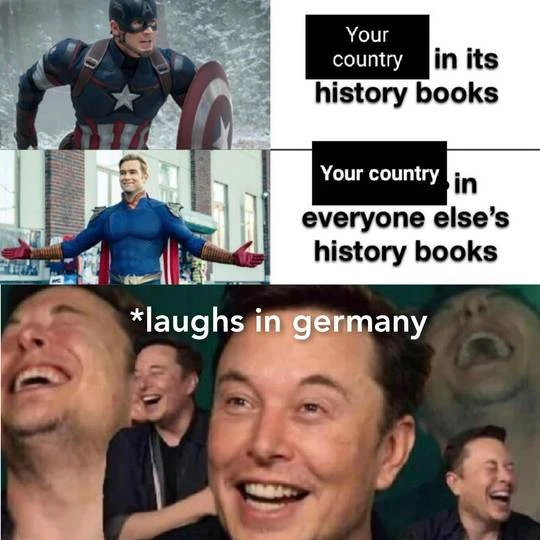 Your
country in its
history books
Your country in
everyone else's
history books
*laughs in germany